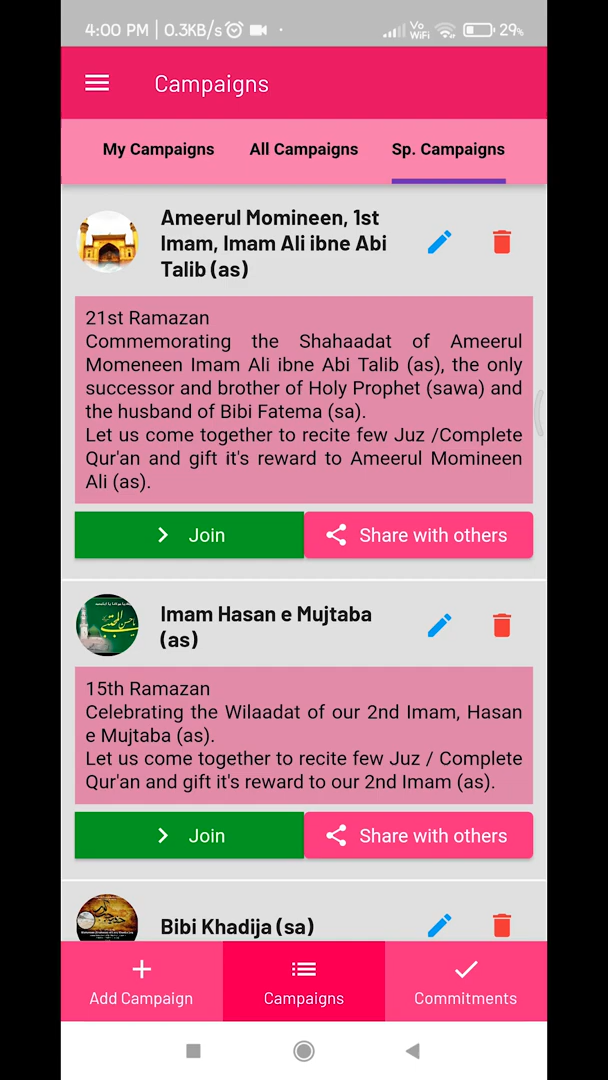 4:00 PM | 0.3KB/s
Vo
WiFi
29%
Campaigns
My Campaigns
All Campaigns
Sp. Campaigns
Ameerul Momineen, 1st
Imam, Imam Ali ibne Abi
Talib (as)
21st Ramazan
Commemorating the Shahaadat of Ameerul
Momeneen Imam Ali ibne Abi Talib (as), the only
successor and brother of Holy Prophet (sawa) and
the husband of Bibi Fatema (sa).
Let us come together to recite few Juz /Complete
Qur'an and gift it's reward to Ameerul Momineen
Ali (as).
Join
Share with others
Imam Hasan e Mujtaba
(as)
15th Ramazan
Celebrating the Wilaadat of our 2nd Imam, Hasan
e Mujtaba (as).
Let us come together to recite few Juz / Complete
Qur'an and gift it's reward to our 2nd Imam (as).
Join
Share with others
Bibi Khadija (sa)
Add Campaign
Campaigns
Commitments